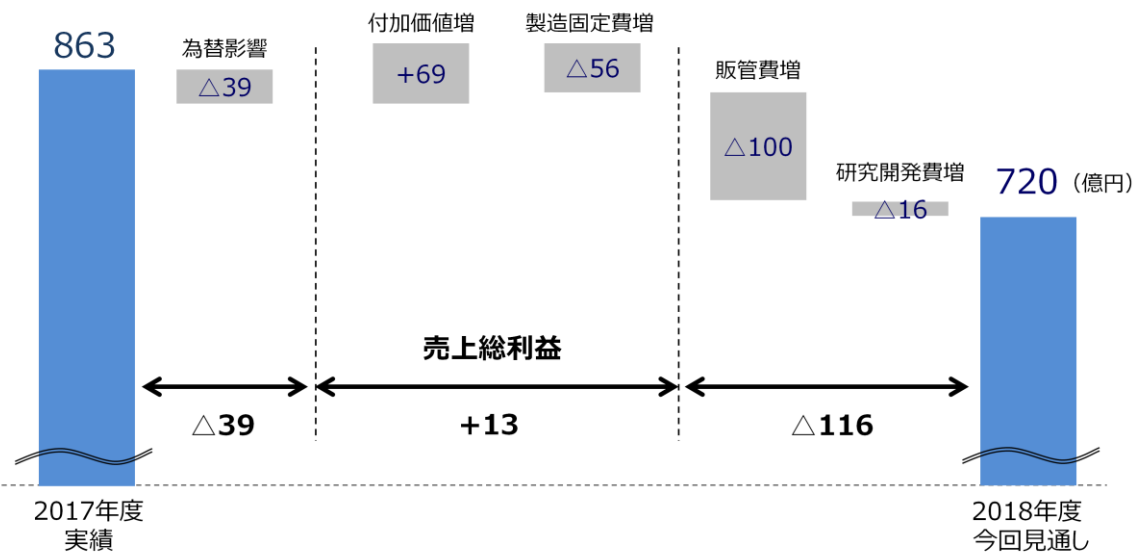 863
為替影響
△39
付加価値増
+69
製造固定費増
△56
販管費増
△100
研究開発費増
△16
720 (億円)
売上総利益
△39
+13
△116
2017年度
実績
2018年度
今回見通し